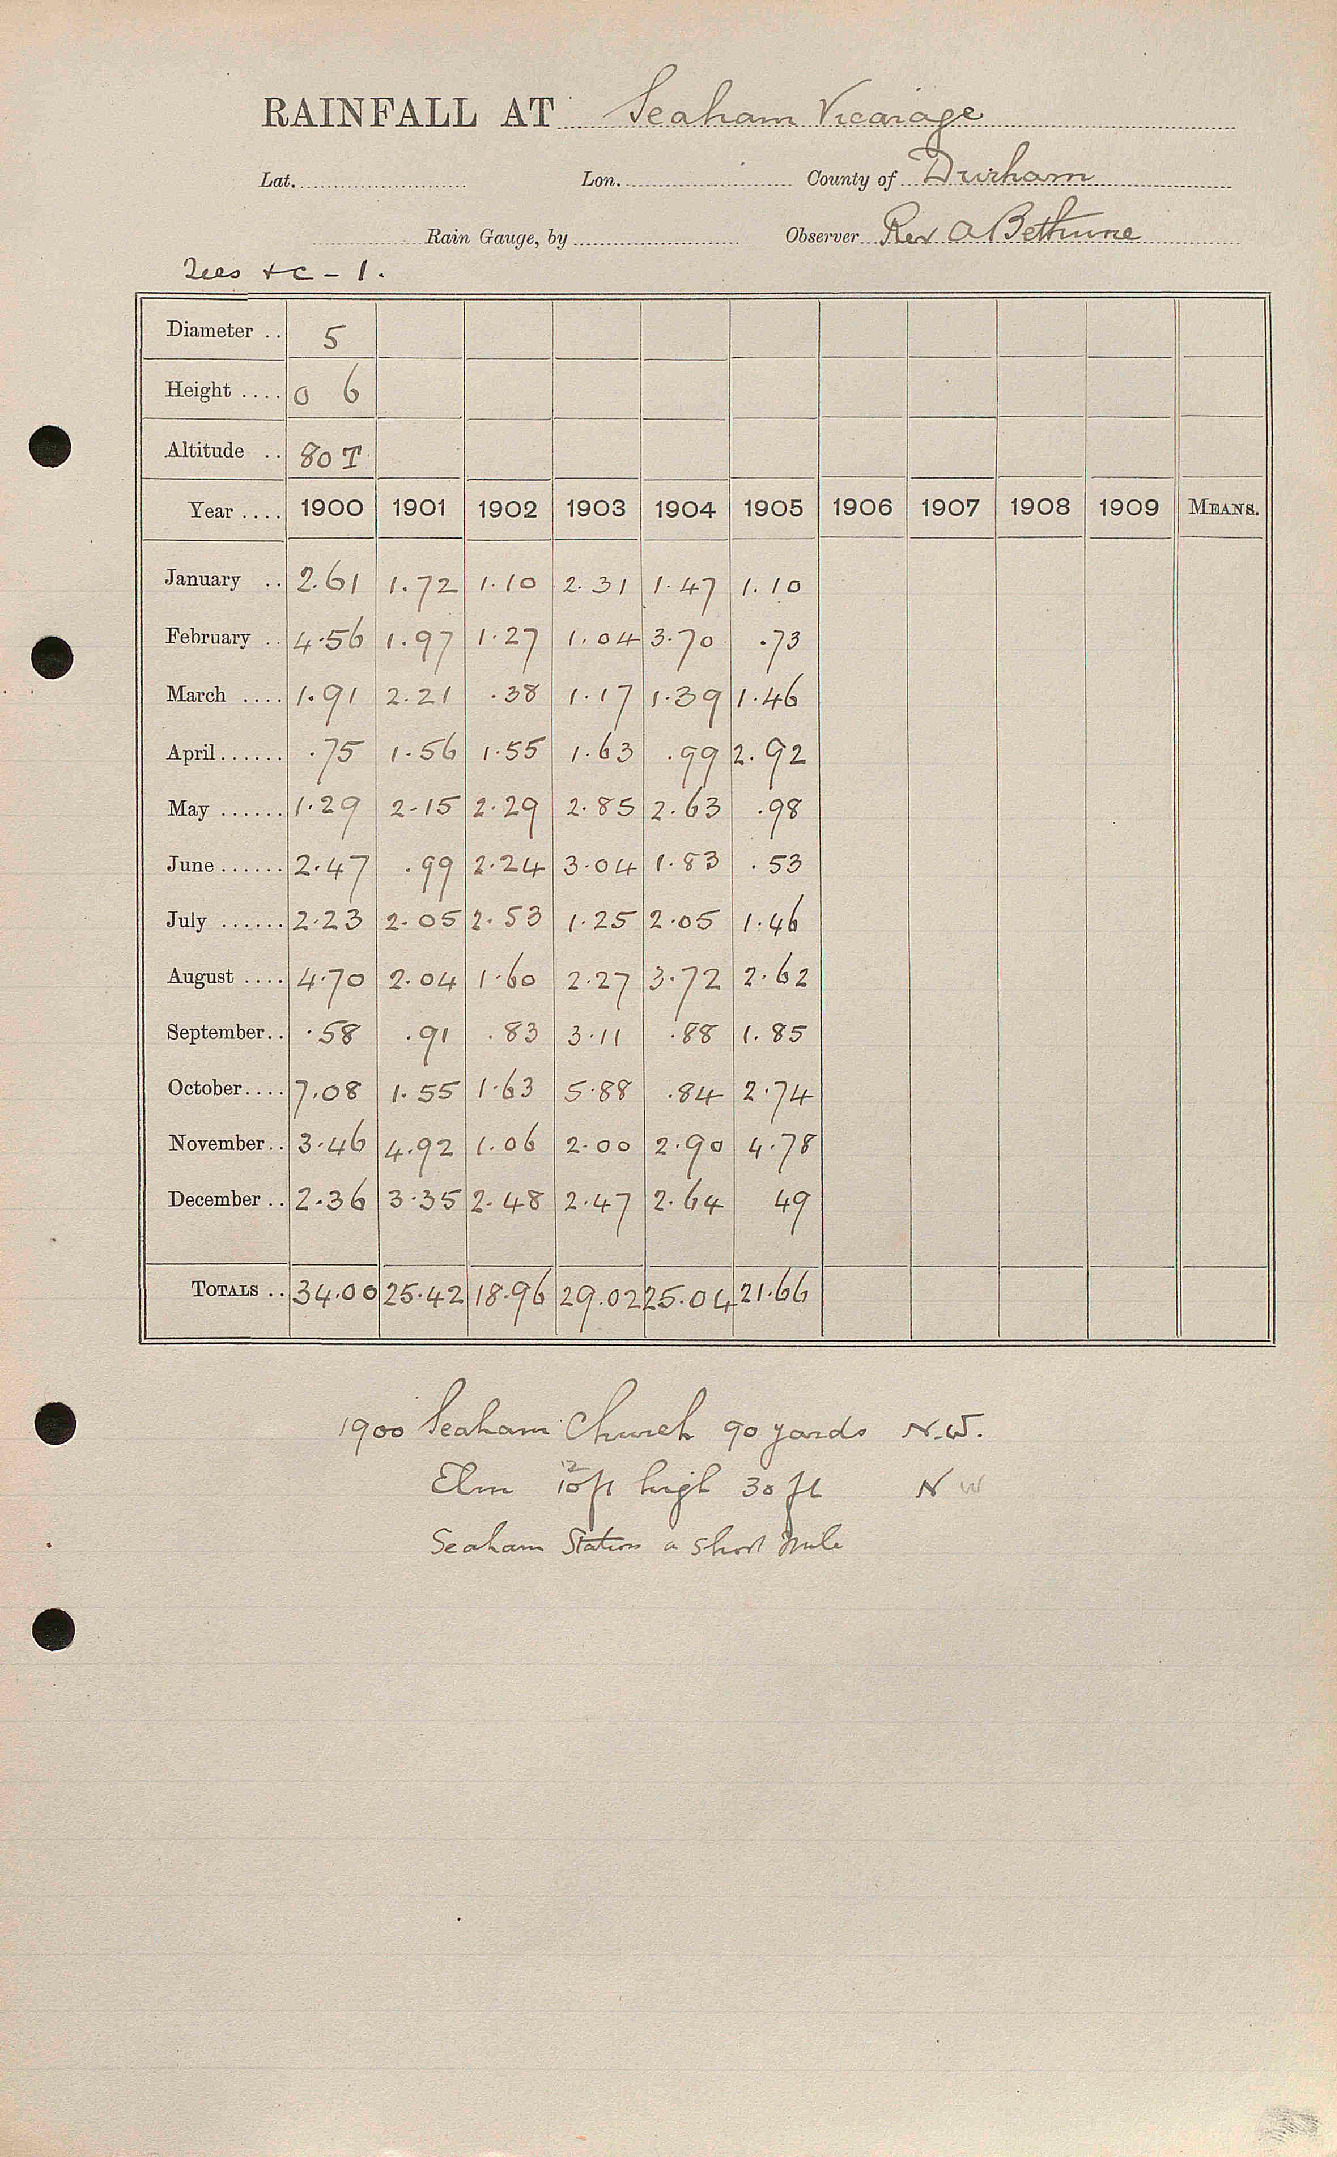 RAINFALL AT Seaham Vicarage
Lat. Lon. County of Durham
Rain Gauge, by Observer Rev A Bethune
Tees &c - 1.
Diameter .. 5
Height .... 0 6
Altitude .. 80 T
Year .... 1900 1901 1902 1903 1904 1905 1906 1907 1908 1909 MEANS.
January .. 2.61 1.72 1.10 2.31 1.47 1.10
February .. 4.56 1.97 1.27 1.04 3.70 .73
March .... 1.91 2.21 .38 1.17 1.39 1.46
April...... .75 1.56 1.55 1.63 .99 2.92
May ...... 1.29 2.15 2.29 2.85 2.63 .98
June...... 2.47 .99 2.24 3.04 1.83 .53
July ...... 2.23 2.05 2.53 1.25 2.05 1.46
August .... 4.70 2.04 1.60 2.27 3.72 2.62
September.. .58 .91 .83 3.11 .88 1.85
October.... 7.08 1.55 1.63 5.88 .84 2.74
November.. 3.46 4.92 1.06 2.00 2.90 4.78
December .. 2.36 3.35 2.48 2.47 2.64 49
TOTALS .. 34.00 25.42 18.96 29.02 25.04 21.66
1900 Seaham Church 90 yards N.W.
Elm 12 ft high 30 ft N W
Seaham Station a short mile